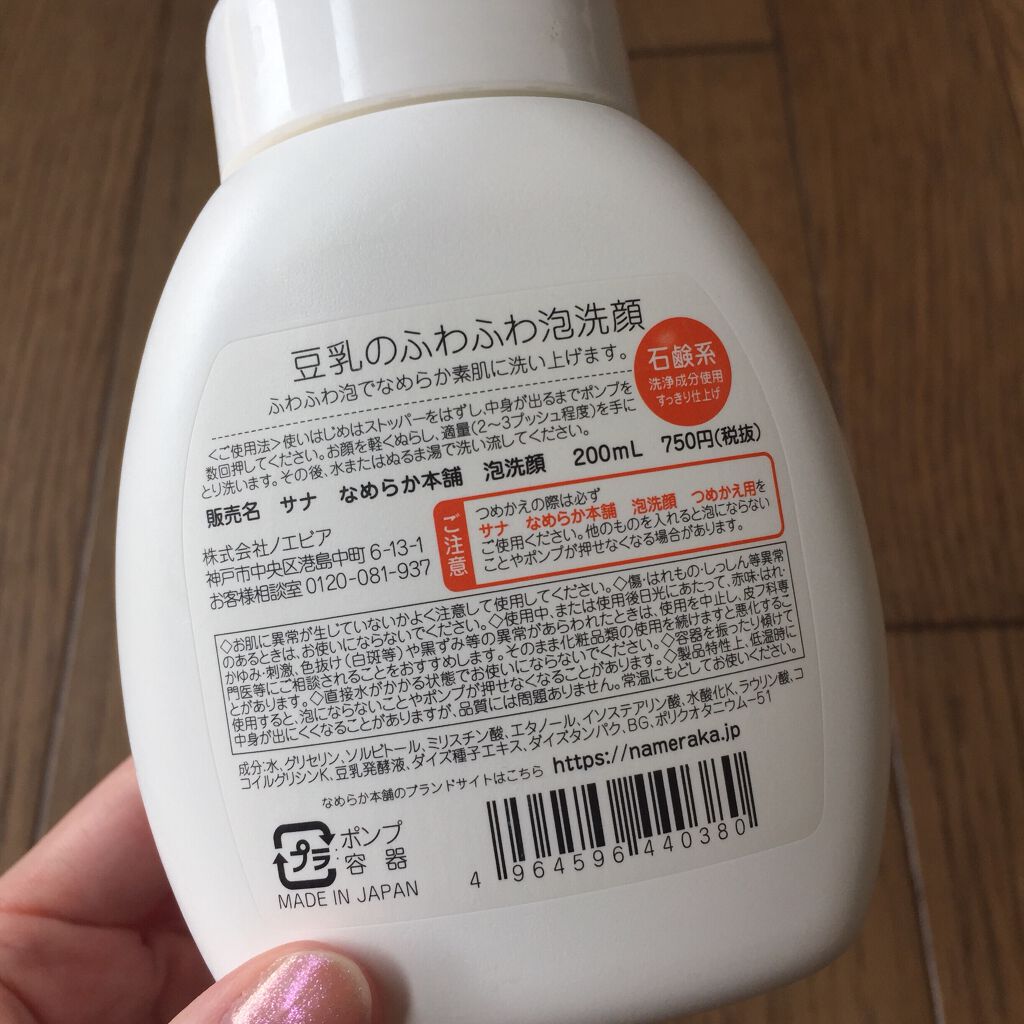 豆乳のふわふわ泡洗顔
ふわふわ泡でなめらか素肌に洗い上げます。
石鹸系
洗浄成分使用
すっきり仕上げ
<ご使用法>使いはじめはストッパーをはずし、中身が出るまでポンプを
数回押してください。お顔を軽くぬらし、適量(2~3プッシュ程度)を手に
とり洗います。その後、水またはぬるま湯で洗い流してください。
販売名 サナ なめらか本舗 泡洗顔 200mL 750円(税抜)
株式会社ノエビア
神戸市中央区港島中町6-13-1
お客様相談室 0120-081-937
ご注意
つめかえの際は必ず
サナ なめらか本舗 泡洗顔 つめかえ用を
ご使用ください。他のものを入れると泡にならない
ことやポンプが押せなくなる場合があります。
◇お肌に異常が生じていないかよく注意して使用してください。◇傷・はれもの・しっしん等異常
のあるときは、お使いにならないでください。◇使用中、または使用後日光にあたって、赤味・はれ・
かゆみ・刺激、色抜け(白斑等)や黒ずみ等の異常があらわれたときは、使用を中止し、皮フ科専
門医等にご相談されることをおすすめします。そのまま化粧品類の使用を続けますと悪化するこ
とがあります。◇直接水がかかる状態でお使いにならないでください。◇容器を振ったり傾けて
使用すると、泡にならないことやポンプが押せなくなることがあります。◇製品特性上、低温時に
中身が出にくくなることがありますが、品質には問題ありません。常温にもどしてお使いください。
成分:水、グリセリン、ソルビトール、ミリスチン酸、エタノール、イソステアリン酸、水酸化K、ラウリン酸、コ
コイルグリシンK、豆乳発酵液、ダイズ種子エキス、ダイズタンパク、BG、ポリクオタニウム-51
なめらか本舗のブランドサイトはこちら https://nameraka.jp
プラ
ポンプ
容器
MADE IN JAPAN
4 964596 440380